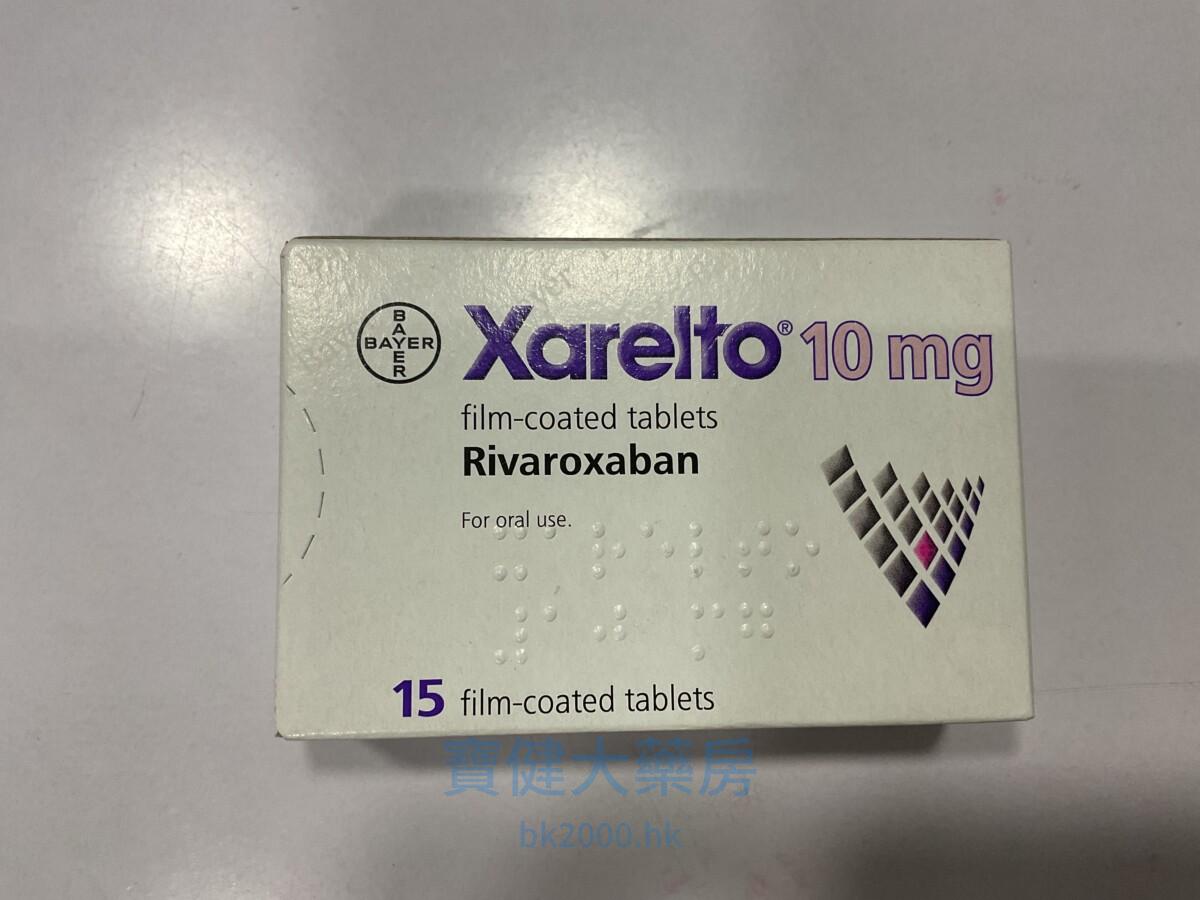 BAYER
BAYER
Xarelto® 10 mg
film-coated tablets
Rivaroxaban
For oral use.
15 film-coated tablets
寶健大藥房
bk2000.hk